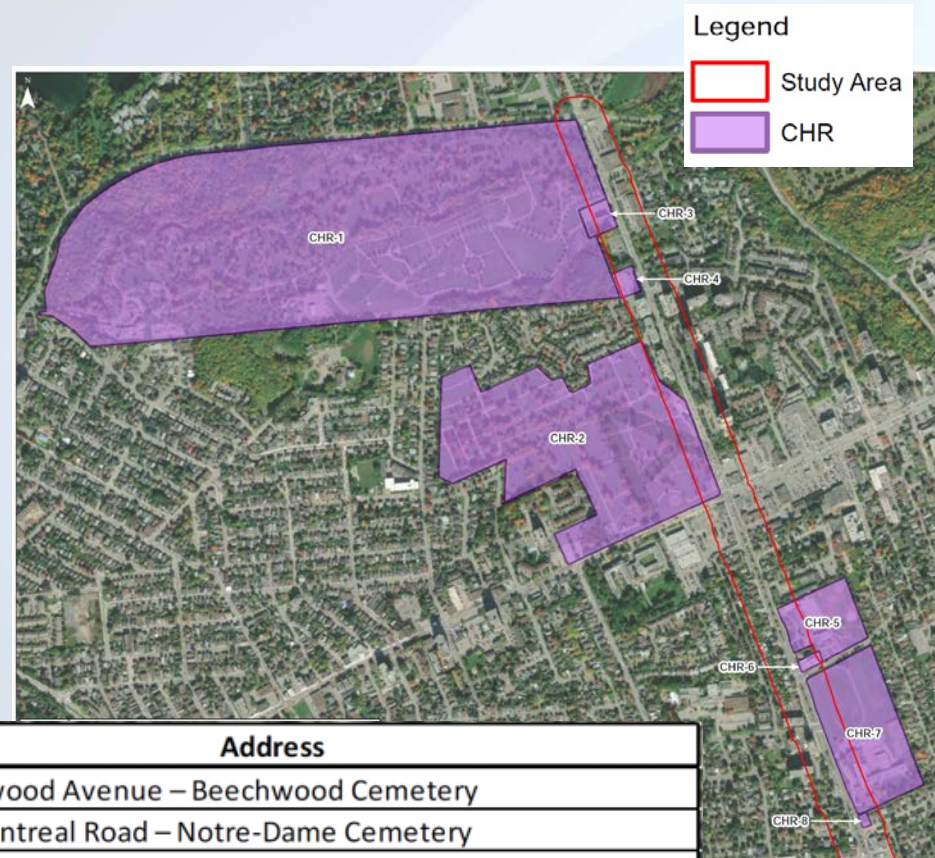 Legend
Study Area
CHR
N
CHR-3
CHR-1
CHR-4
CHR-2
CHR-5
CHR-6
CHR-7
CHR-8
Address
wood Avenue – Beechwood Cemetery
ntreal Road – Notre-Dame Cemetery